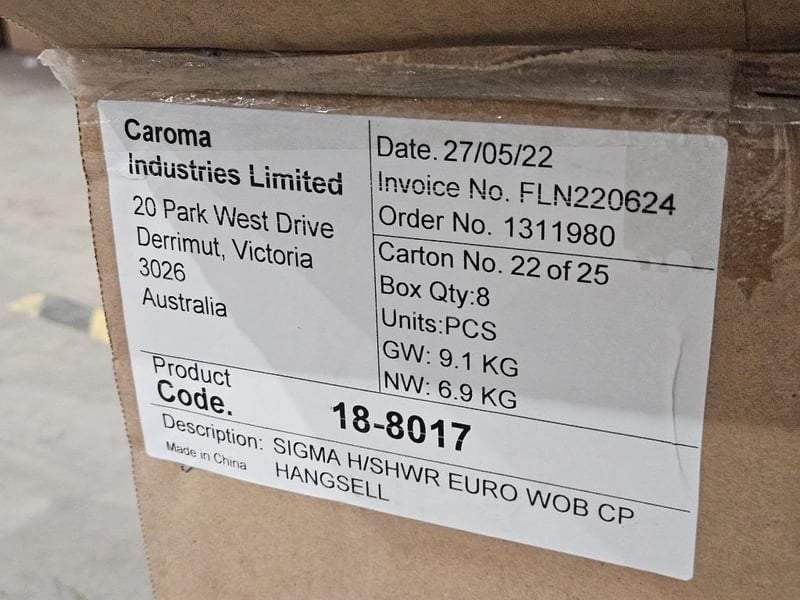 Caroma
Industries Limited
20 Park West Drive
Derrimut, Victoria
3026
Australia
Date. 27/05/22
Invoice No. FLN220624
Order No. 1311980
Carton No. 22 of 25
Box Qty:8
Units:PCS
GW: 9.1 KG
NW: 6.9 KG
Product
Code.
18-8017
Description: SIGMA H/SHWR EURO WOB CP
Made in China
HANGSELL